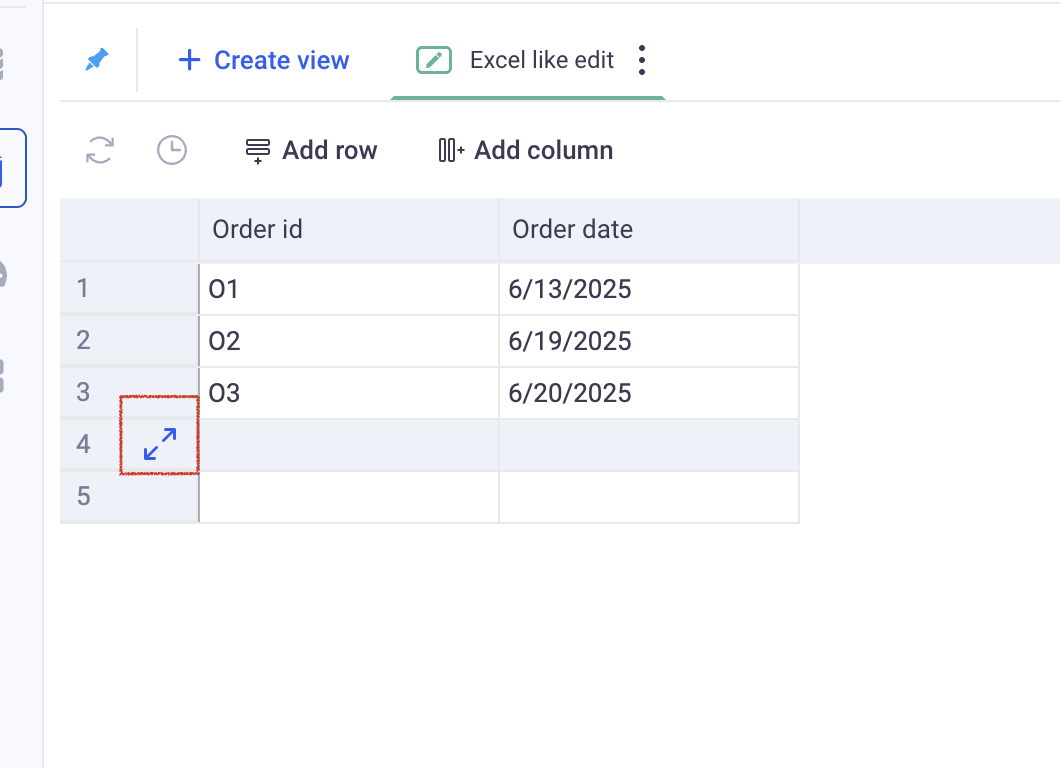 Create view
Excel like edit
Add row
Add column
Order id Order date
1 O1 6/13/2025
2 O2 6/19/2025
3 O3 6/20/2025
4
5